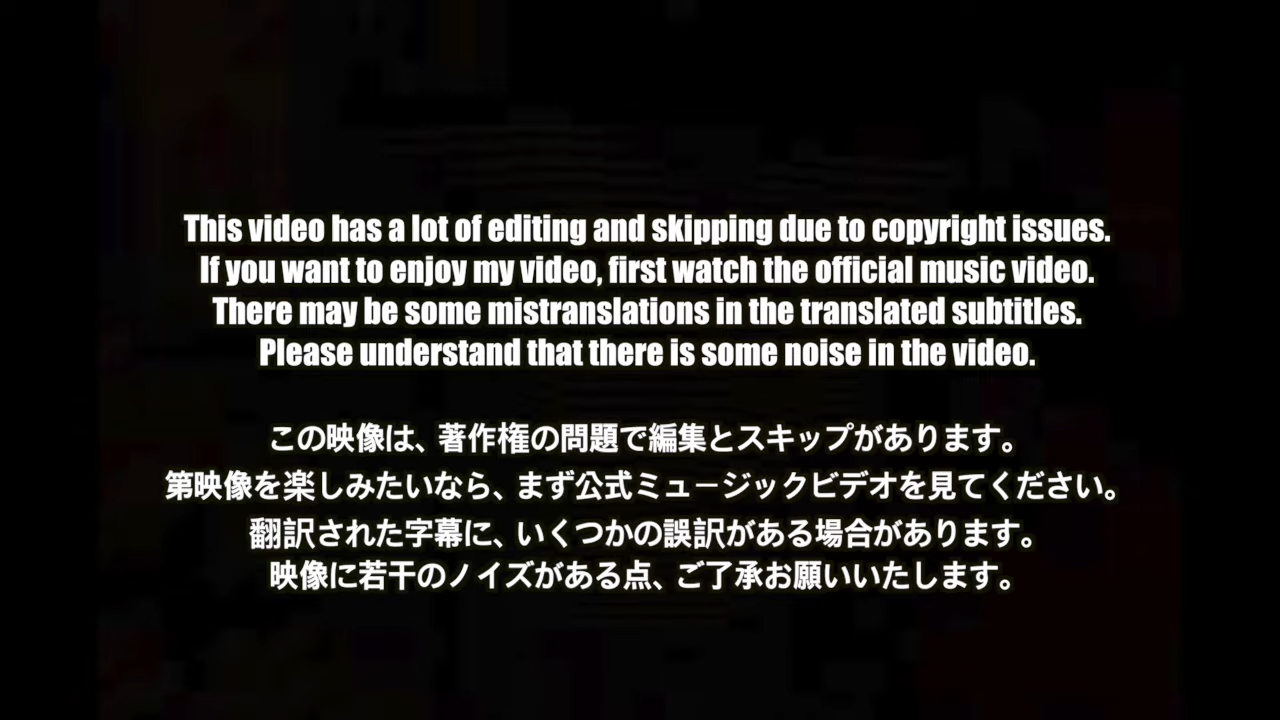 This video has a lot of editing and skipping due to copyright issues.
If you want to enjoy my video, first watch the official music video.
There may be some mistranslations in the translated subtitles.
Please understand that there is some noise in the video.
この映像は、著作権の問題で編集とスキップがあります。
第映像を楽しみたいなら、まず公式ミュージックビデオを見てください。
翻訳された字幕に、いくつかの誤訳がある場合があります。
映像に若干のノイズがある点、ご了承お願いいたします。